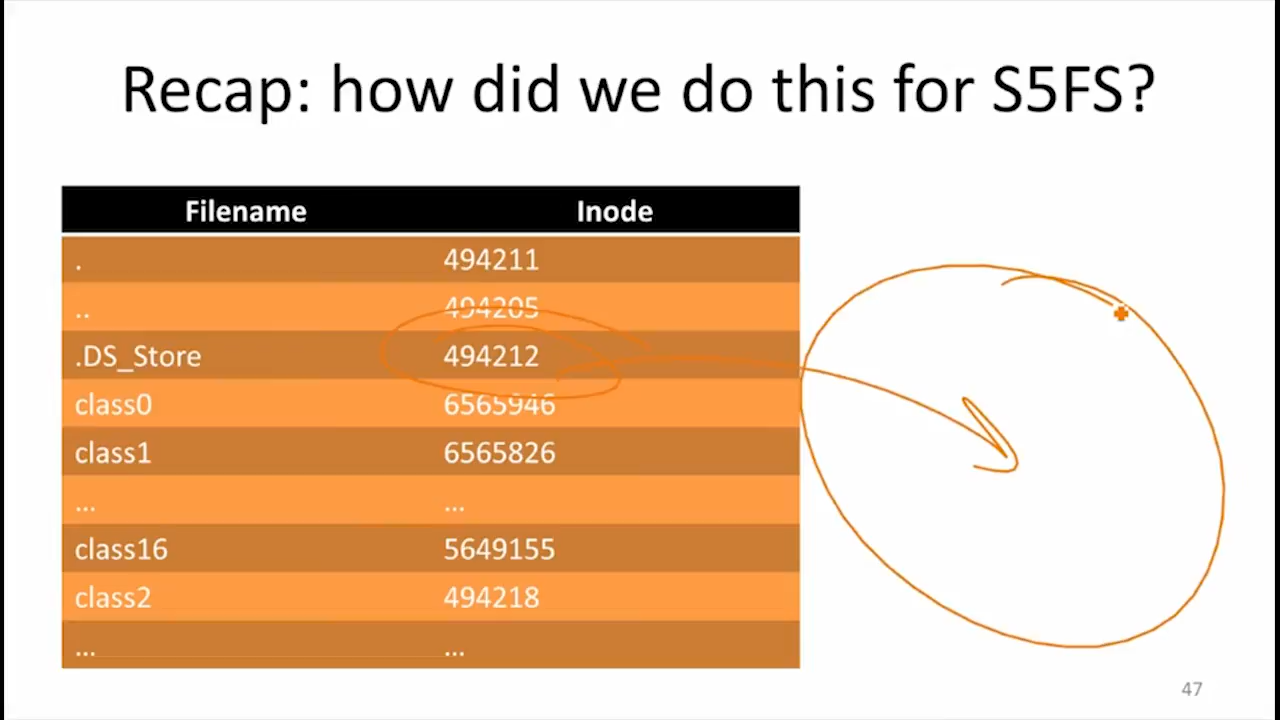 Recap: how did we do this for S5FS?
Filename Inode
. 494211
.. 494205
.DS_Store 494212
class0 6565946
class1 6565826
... ...
class16 5649155
class2 494218
... ...
47